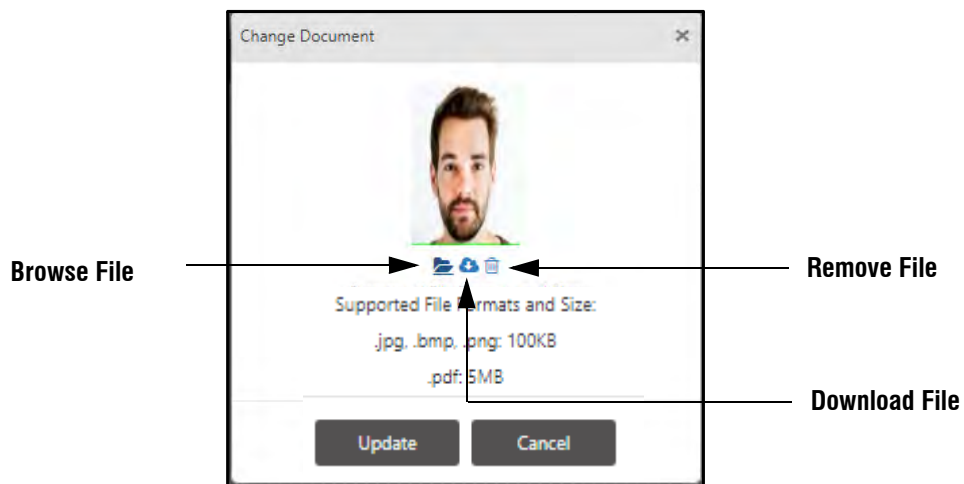 Change Document
Browse File
Remove File
Supported File Formats and Size:
.jpg, .bmp, .png: 100KB
.pdf: 5MB
Download File
Update
Cancel